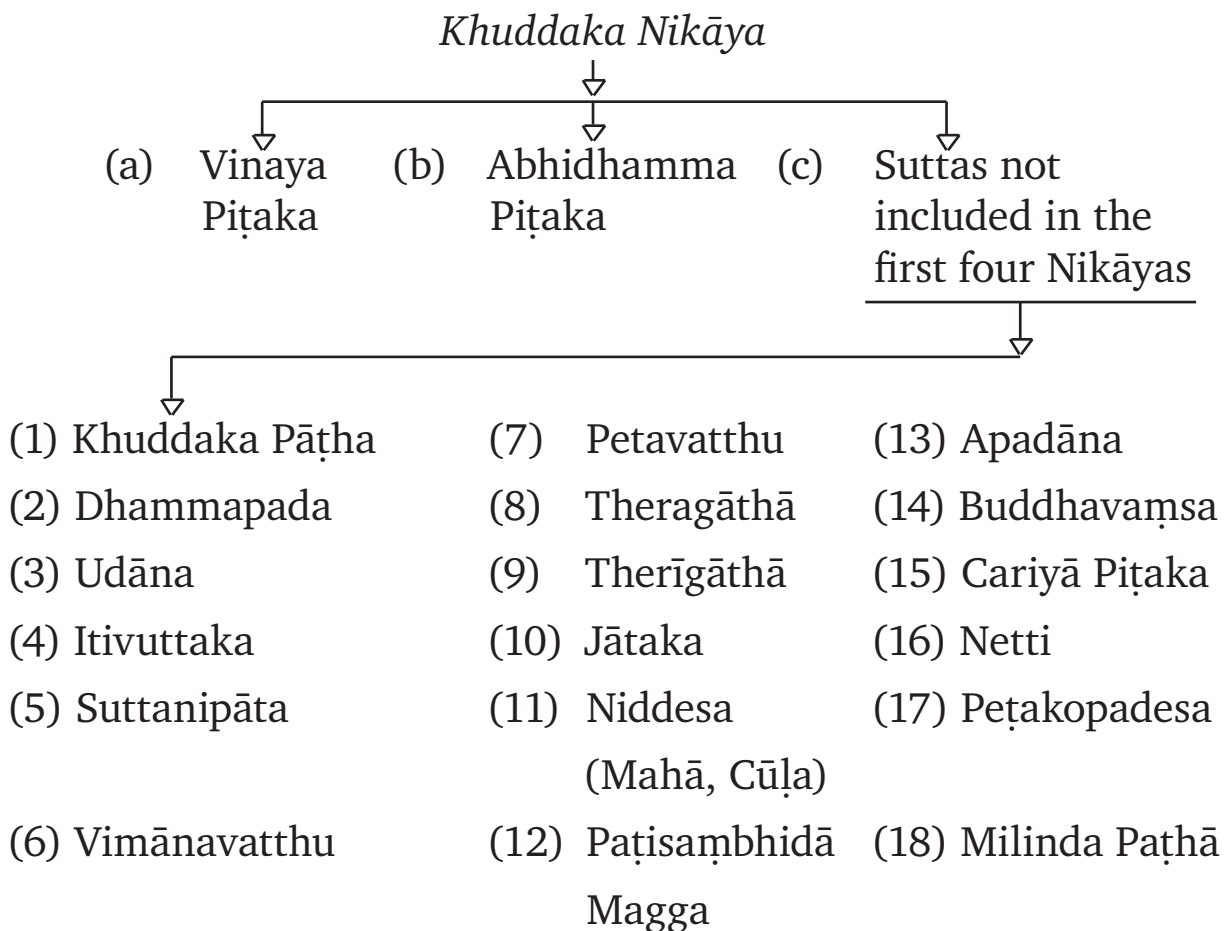 Khuddaka Nikāya
(a) Vinaya Piṭaka
(b) Abhidhamma Piṭaka
(c) Suttas not included in the first four Nikāyas
(1) Khuddaka Pāṭha
(2) Dhammapada
(3) Udāna
(4) Itivuttaka
(5) Suttanipāta
(6) Vimānavatthu
(7) Petavatthu
(8) Theragāthā
(9) Therīgāthā
(10) Jātaka
(11) Niddesa
(Mahā, Cūḷa)
(12) Paṭisaṃbhidā
Magga
(13) Apadāna
(14) Buddhavaṃsa
(15) Cariyā Piṭaka
(16) Netti
(17) Peṭakopadesa
(18) Milinda Paṭhā